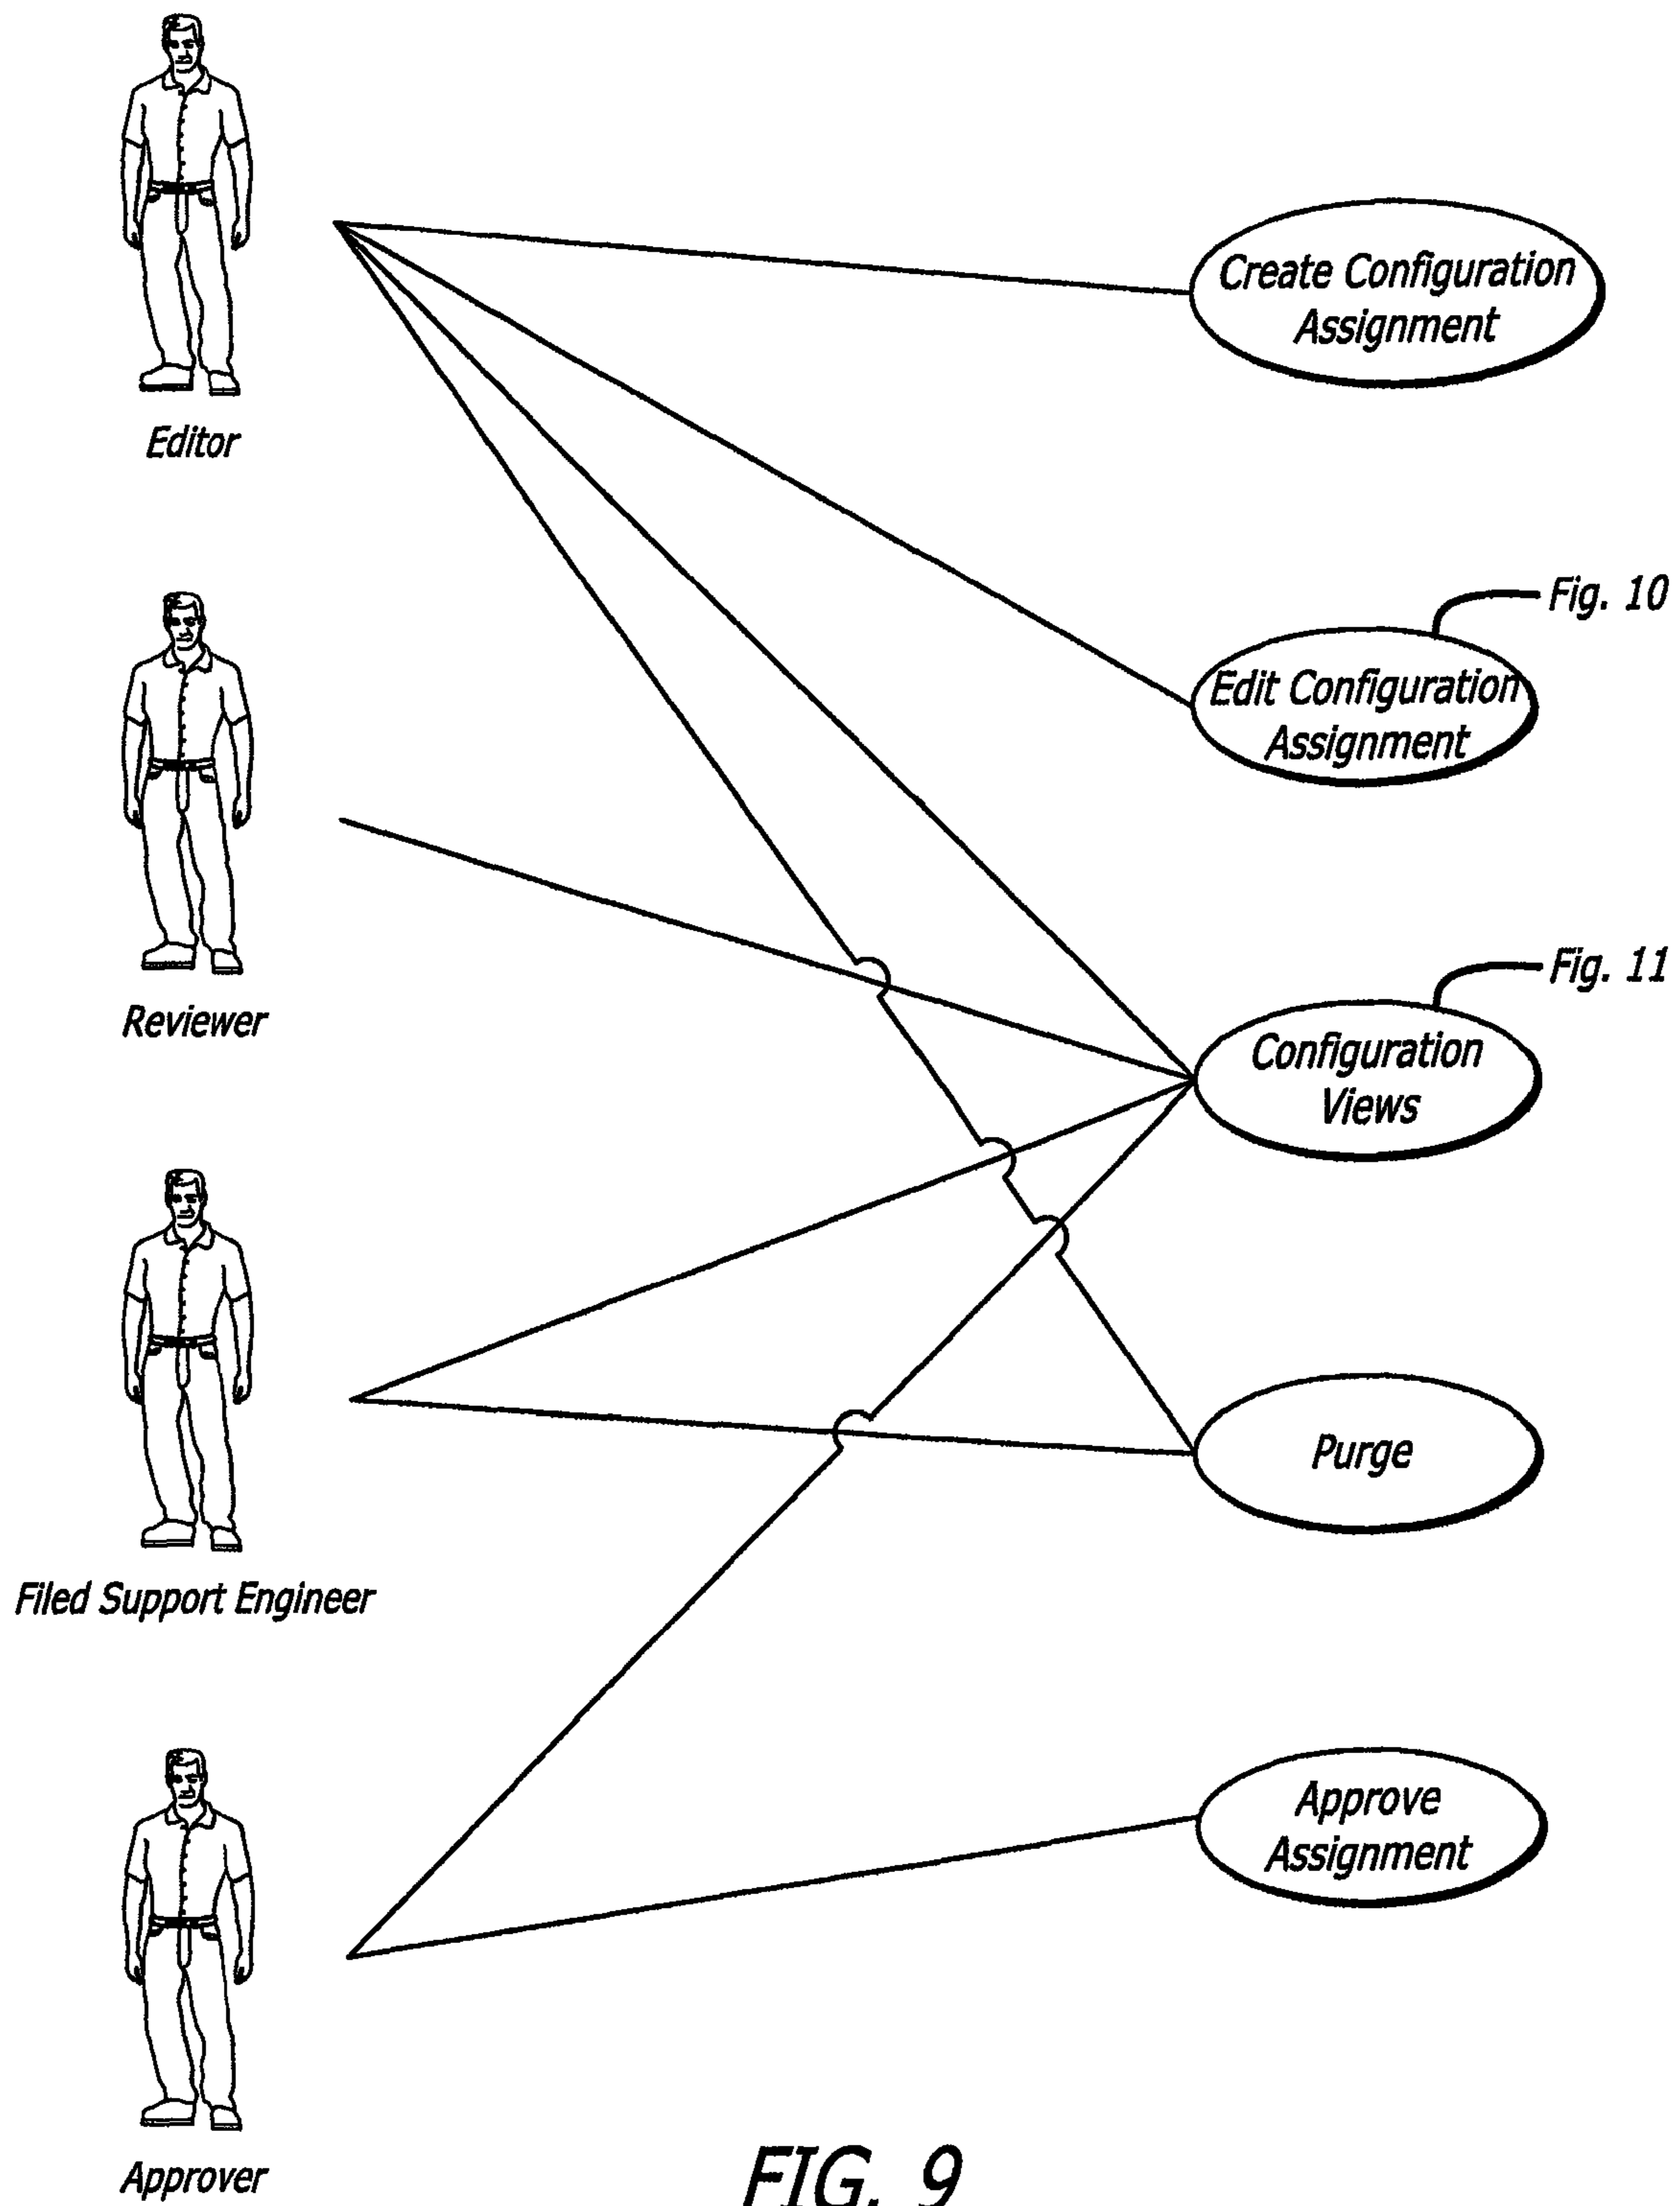 Create Configuration
Assignment
Editor
Fig. 10
Edit Configuration
Assignment
Fig. 11
Reviewer
Configuration
Views
Purge
Filed Support Engineer
Approve
Assignment
Approver
FIG. 9